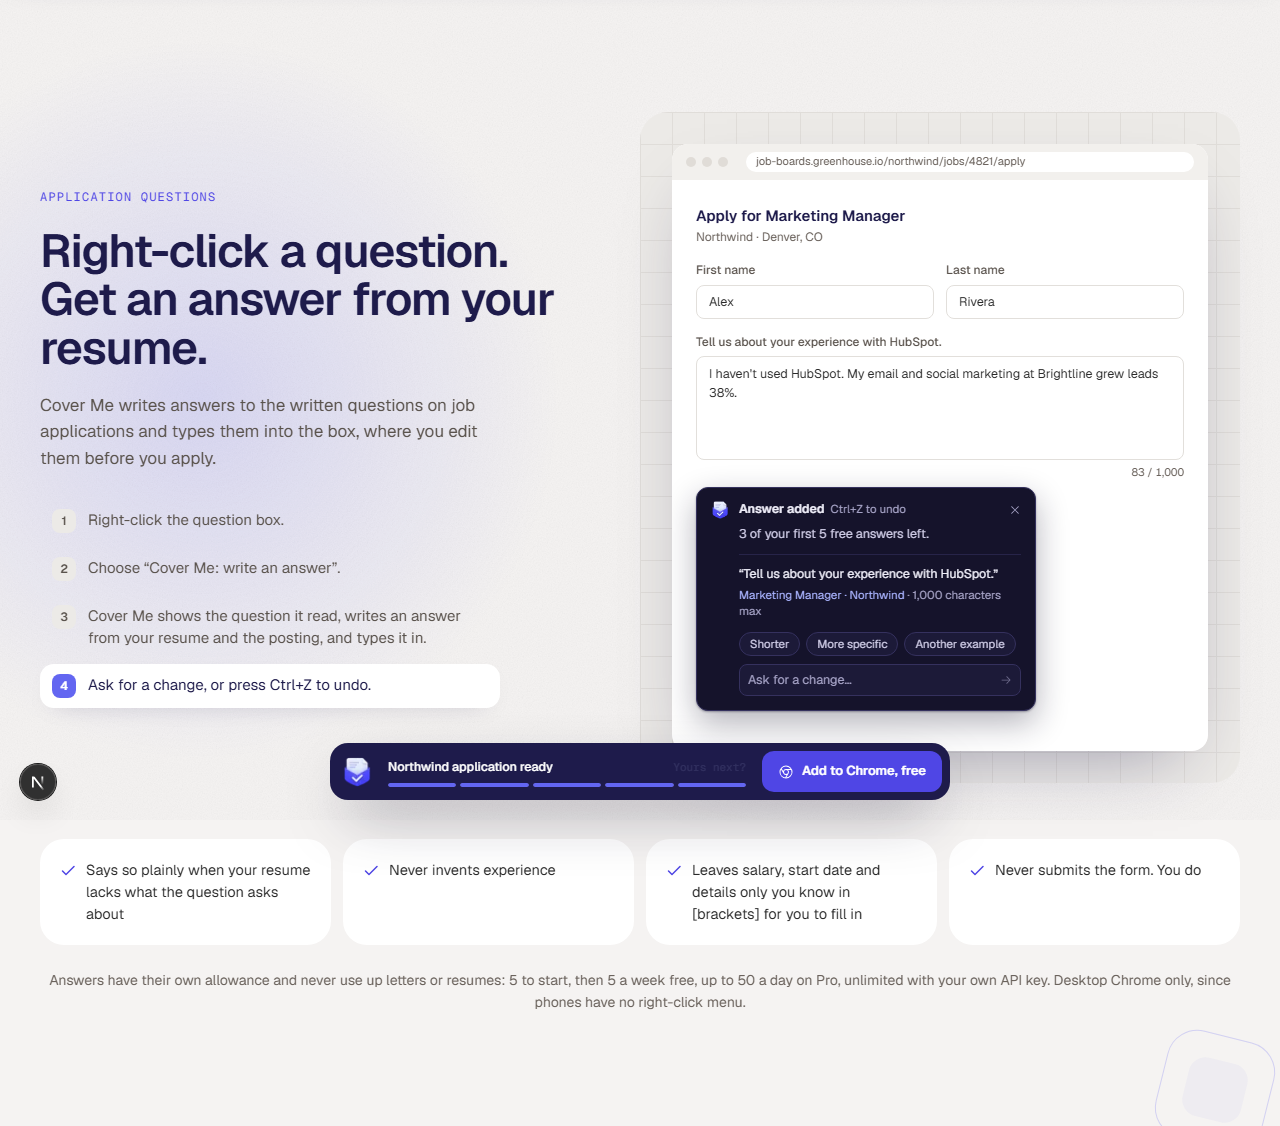 APPLICATION QUESTIONS
Right-click a question.
Get an answer from your
resume.
Cover Me writes answers to the written questions on job
applications and types them into the box, where you edit
them before you apply.
1 Right-click the question box.
2 Choose “Cover Me: write an answer”.
3 Cover Me shows the question it read, writes an answer
from your resume and the posting, and types it in.
4 Ask for a change, or press Ctrl+Z to undo.
job-boards.greenhouse.io/northwind/jobs/4821/apply
Apply for Marketing Manager
Northwind · Denver, CO
First name
Last name
Alex
Rivera
Tell us about your experience with HubSpot.
I haven't used HubSpot. My email and social marketing at Brightline grew leads
38%.
83 / 1,000
Answer added Ctrl+Z to undo
3 of your first 5 free answers left.
“Tell us about your experience with HubSpot.”
Marketing Manager · Northwind · 1,000 characters
max
Shorter
More specific
Another example
Ask for a change...
N
Northwind application ready
Yours next?
Add to Chrome, free
Says so plainly when your resume
lacks what the question asks
about
Never invents experience
Leaves salary, start date and
details only you know in
[brackets] for you to fill in
Never submits the form. You do
Answers have their own allowance and never use up letters or resumes: 5 to start, then 5 a week free, up to 50 a day on Pro, unlimited with your own API key. Desktop Chrome only, since
phones have no right-click menu.